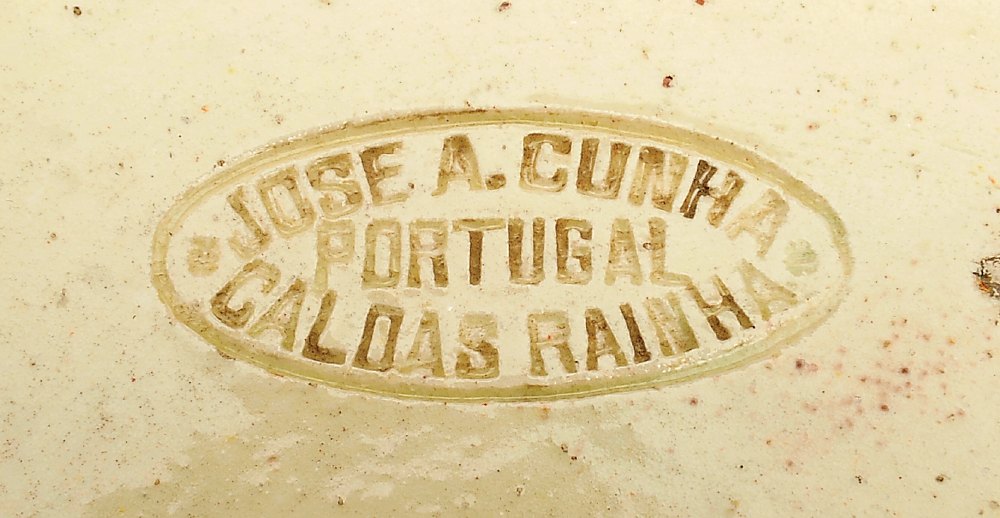 JOSE A. CUNHA
PORTUGAL
CALDAS RAINHA